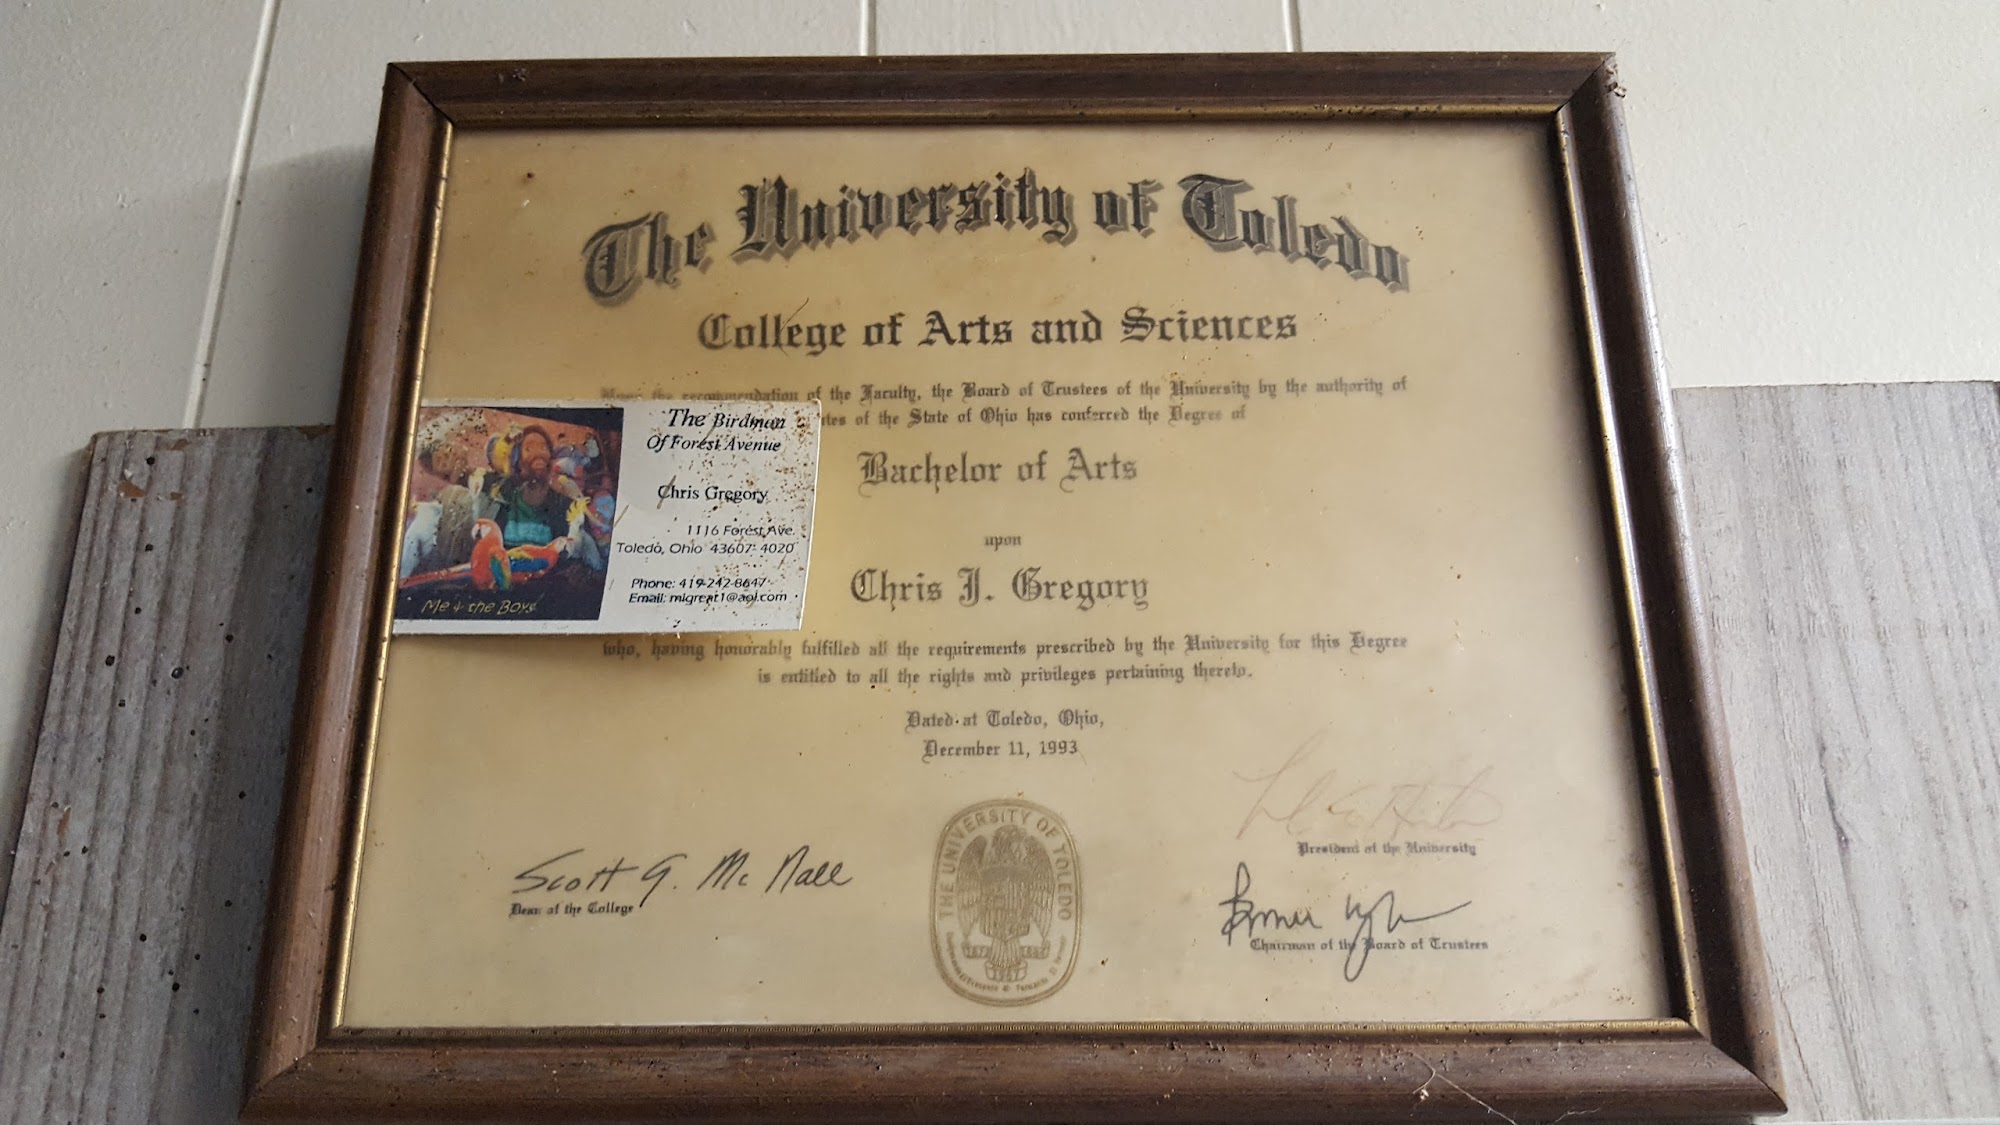 The University of Toledo
College of Arts and Sciences
the recommendation of the Faculty, the Board of Trustees of the University by the authority of
of the State of Ohio has conferred the Degree of
Bachelor of Arts
upon
Chris J. Gregory
who, having honorably fulfilled all the requirements prescribed by the University for this Degree
is entitled to all the rights and privileges pertaining thereto.
Dated at Toledo, Ohio,
December 11, 1993
The Birdman
Of Forest Avenue
Chris Gregory
1116 Forest Ave.
Toledo, Ohio 43607-4020
Phone: 419-242-8647
Email: migreat1@aol.com
Me & the Boys
Scott G. McNall
Dean of the College
THE UNIVERSITY OF TOLEDO
President of the University
Chairman of the Board of Trustees